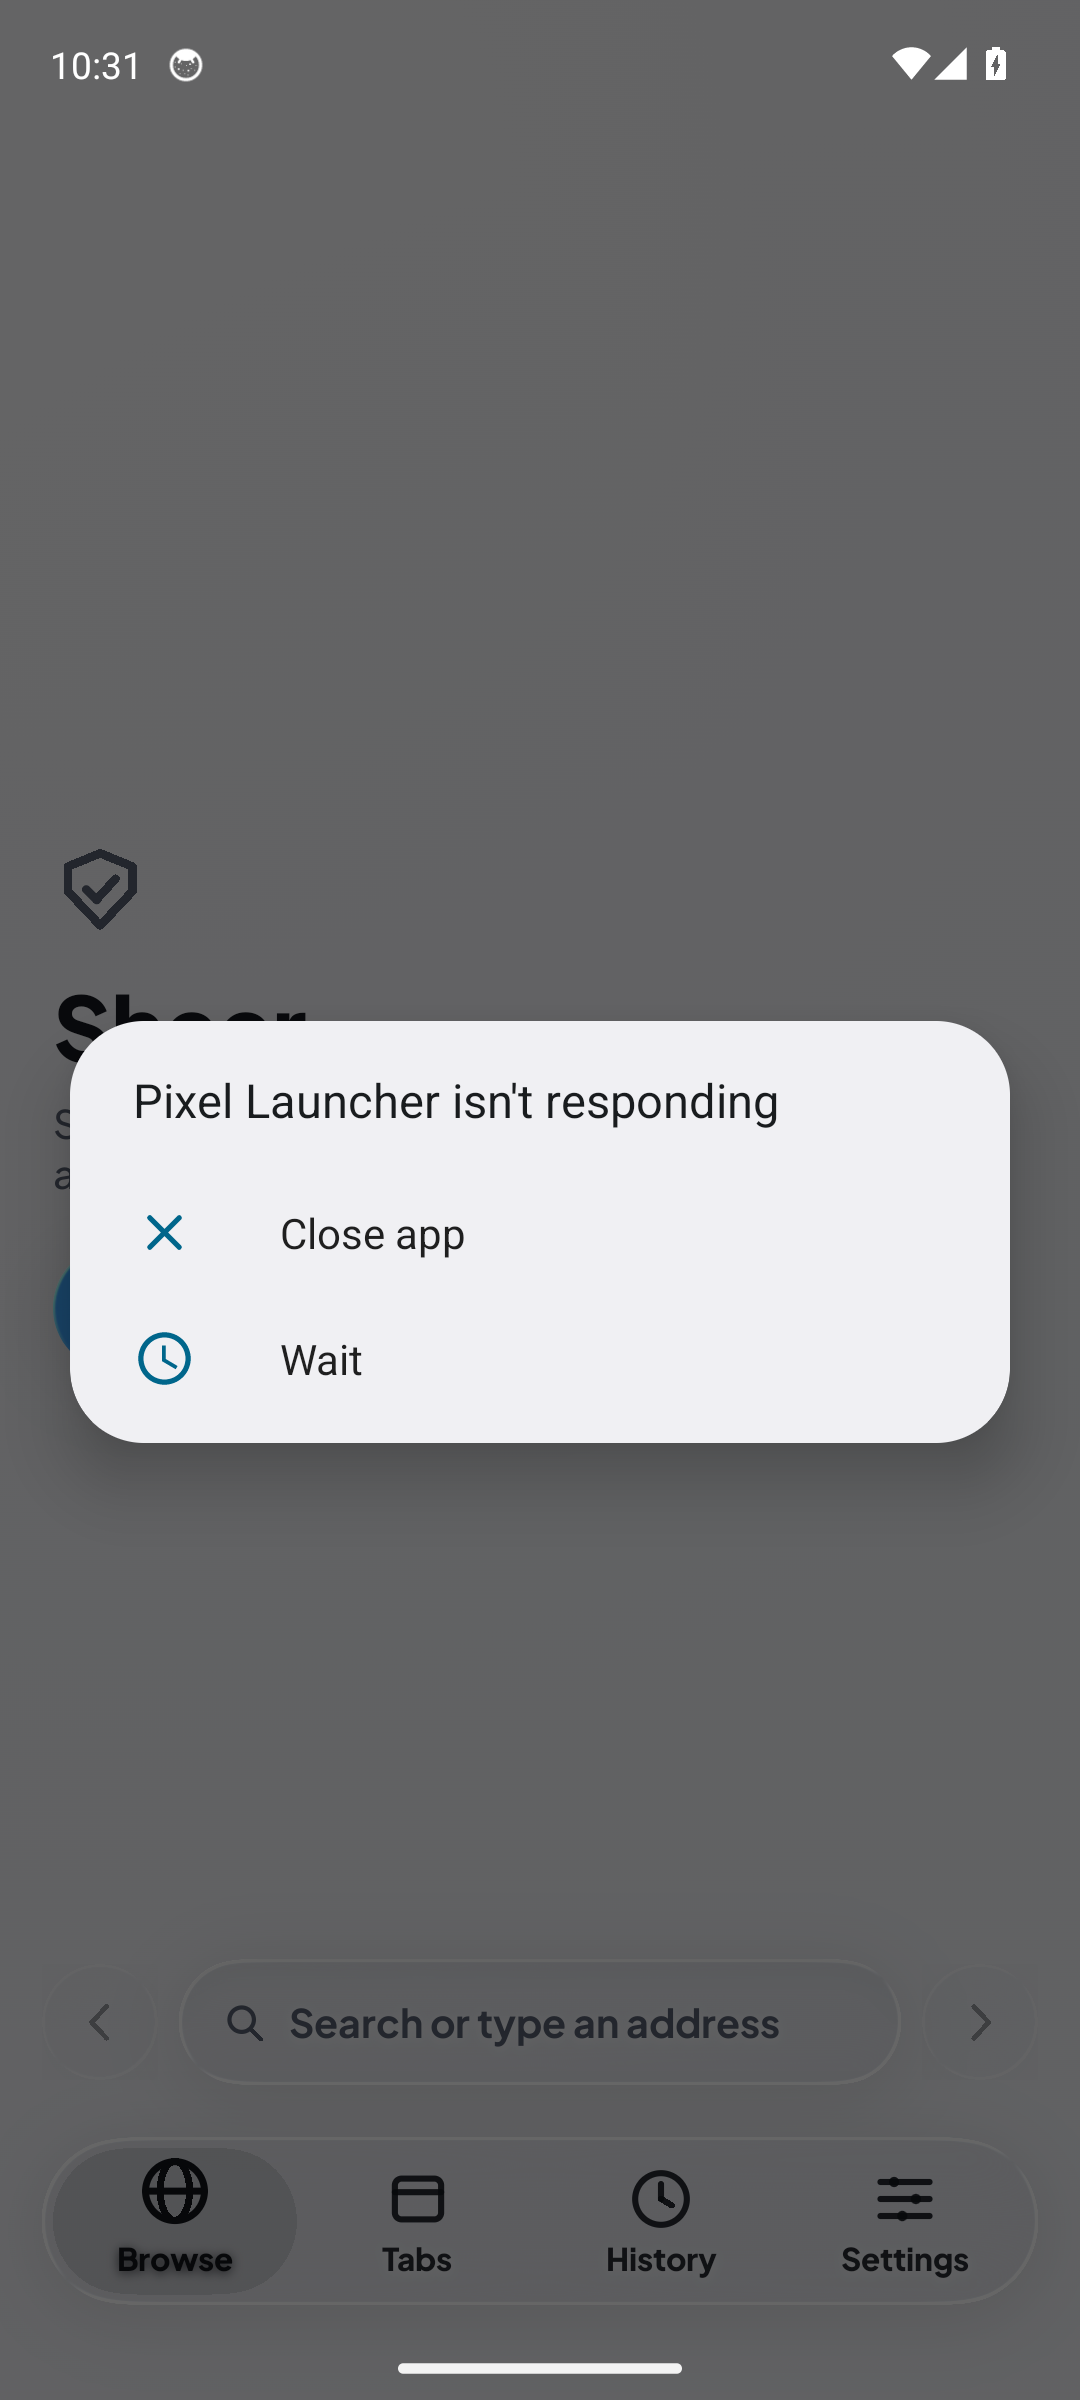 10:31
Pixel Launcher isn't responding
Close app
Wait
Search or type an address
Browse
Tabs
History
Settings